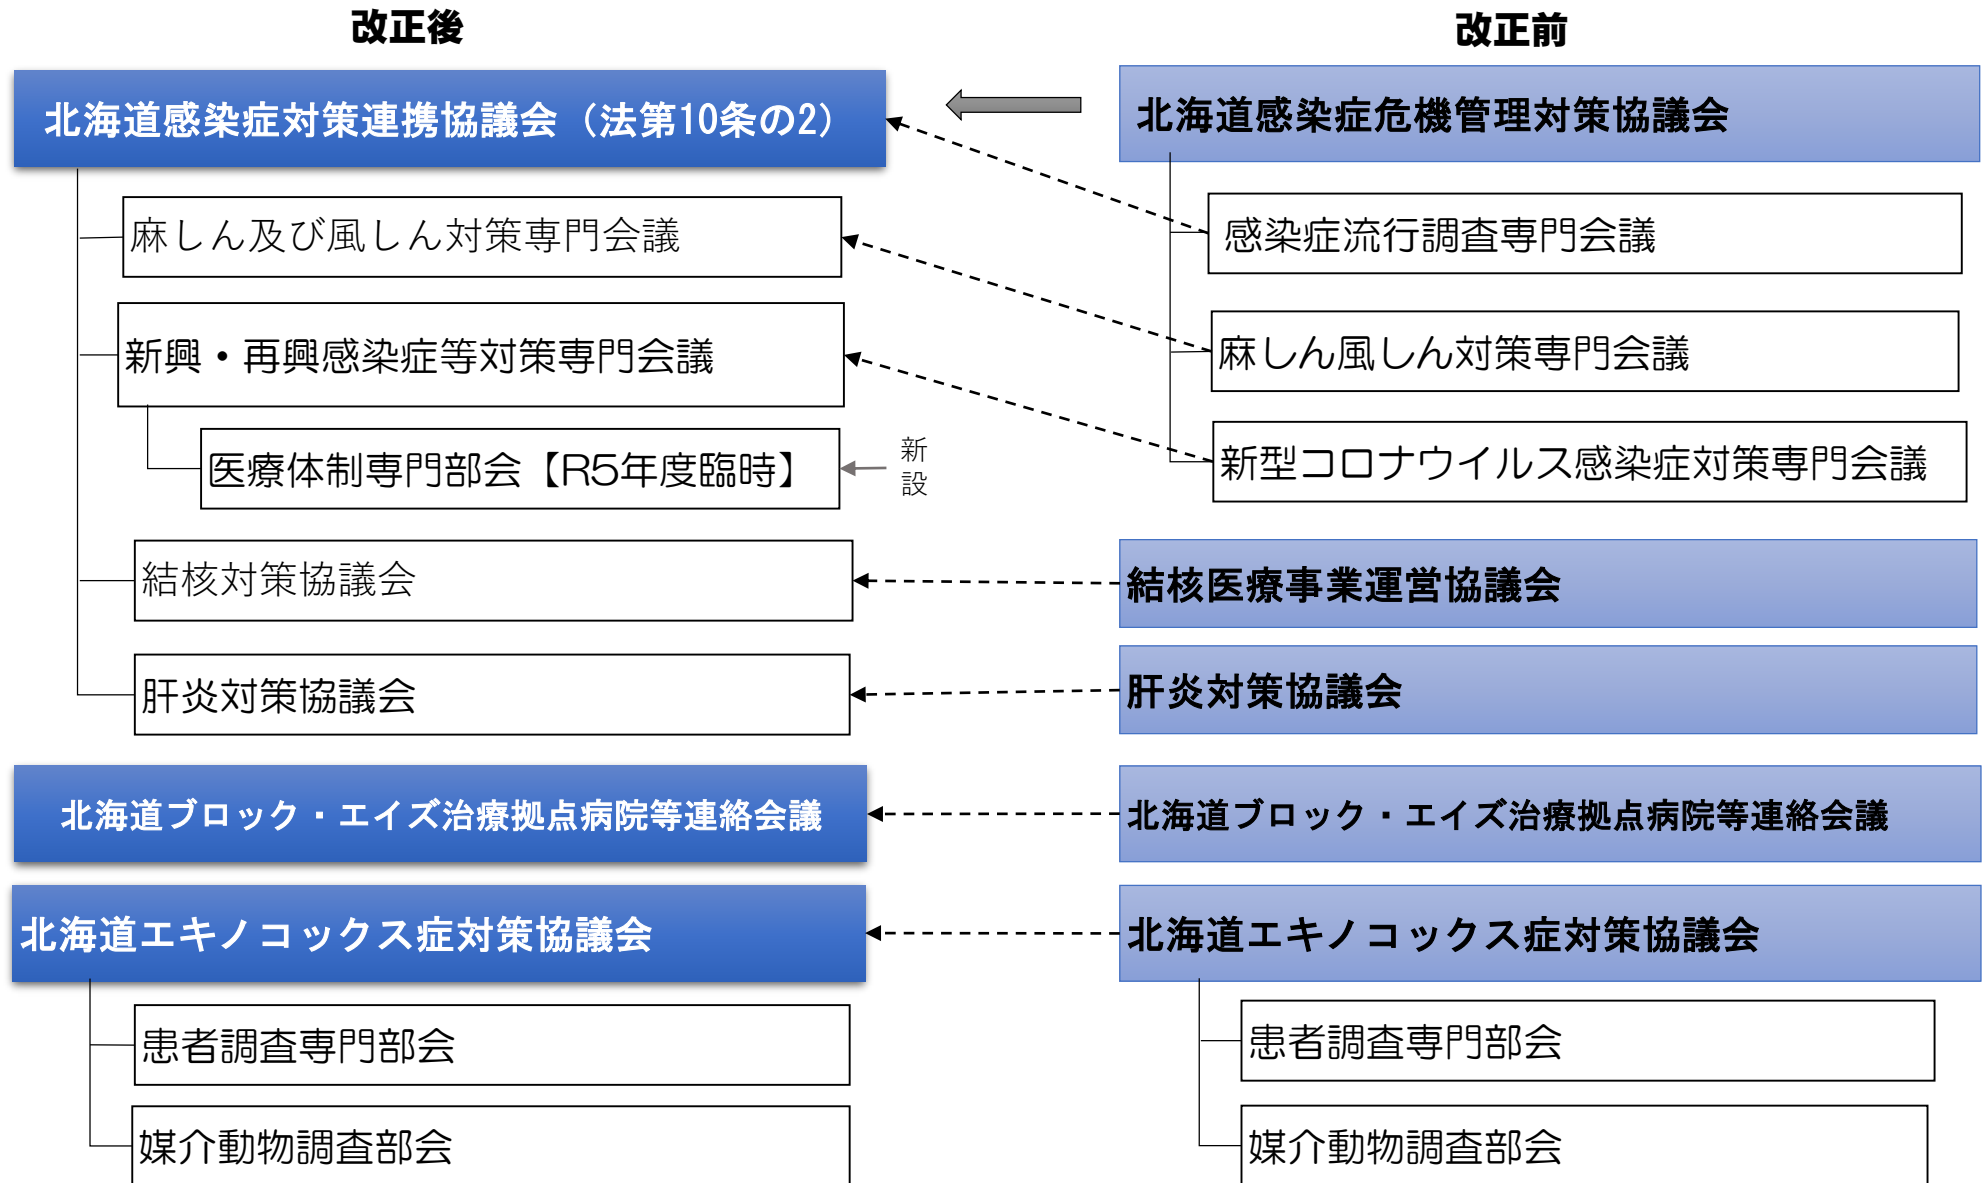 改正後
北海道感染症対策連携協議会（法第10条の2）
麻しん及び風しん対策専門会議
新興・再興感染症等対策専門会議
医療体制専門部会【R5年度臨時】
新設
結核対策協議会
肝炎対策協議会
北海道ブロック・エイズ治療拠点病院等連絡会議
北海道エキノコックス症対策協議会
患者調査専門部会
媒介動物調査部会
改正前
北海道感染症危機管理対策協議会
感染症流行調査専門会議
麻しん風しん対策専門会議
新型コロナウイルス感染症対策専門会議
結核医療事業運営協議会
肝炎対策協議会
北海道ブロック・エイズ治療拠点病院等連絡会議
北海道エキノコックス症対策協議会
患者調査専門部会
媒介動物調査部会